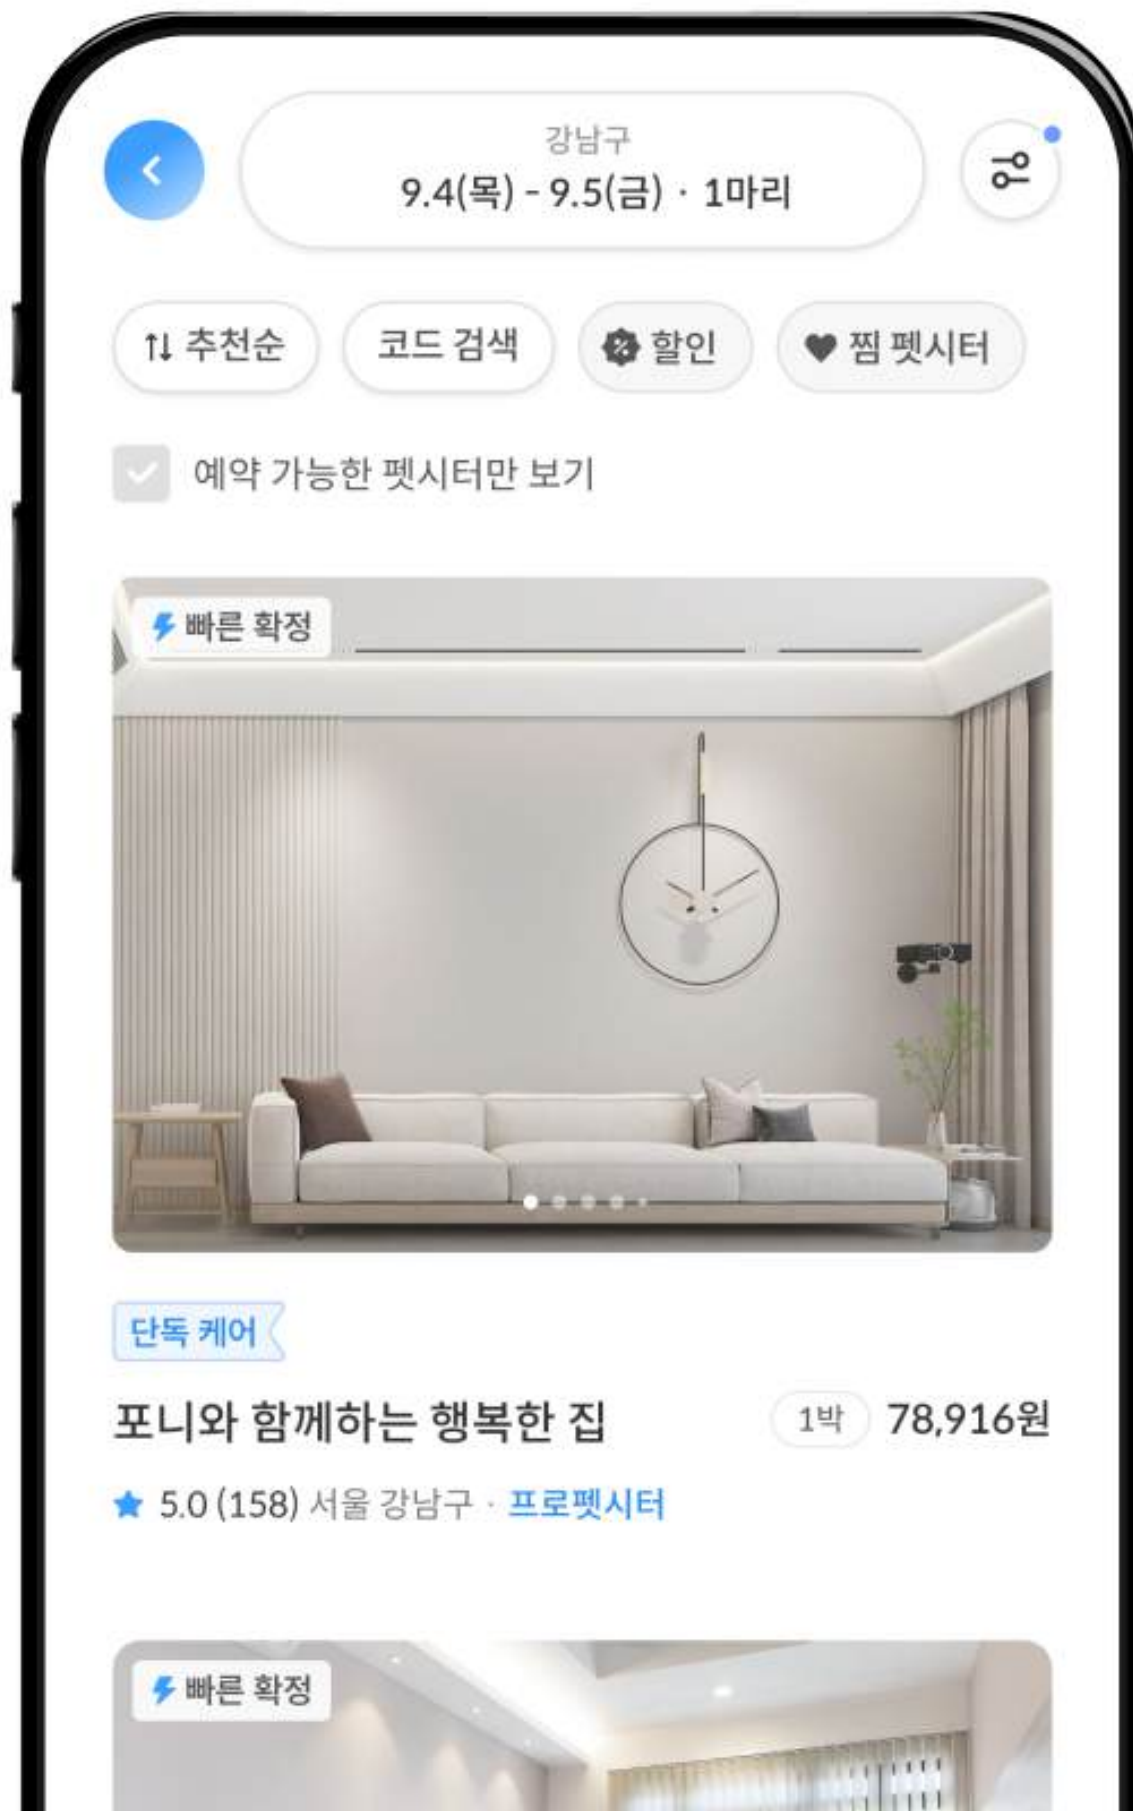 강남구
9.4(목) - 9.5(금) · 1마리
추천순 코드 검색 할인 찜 펫시터
예약 가능한 펫시터만 보기
빠른 확정
단독 케어
포니와 함께하는 행복한 집 1박 78,916원
5.0 (158) 서울 강남구 · 프로펫시터
빠른 확정